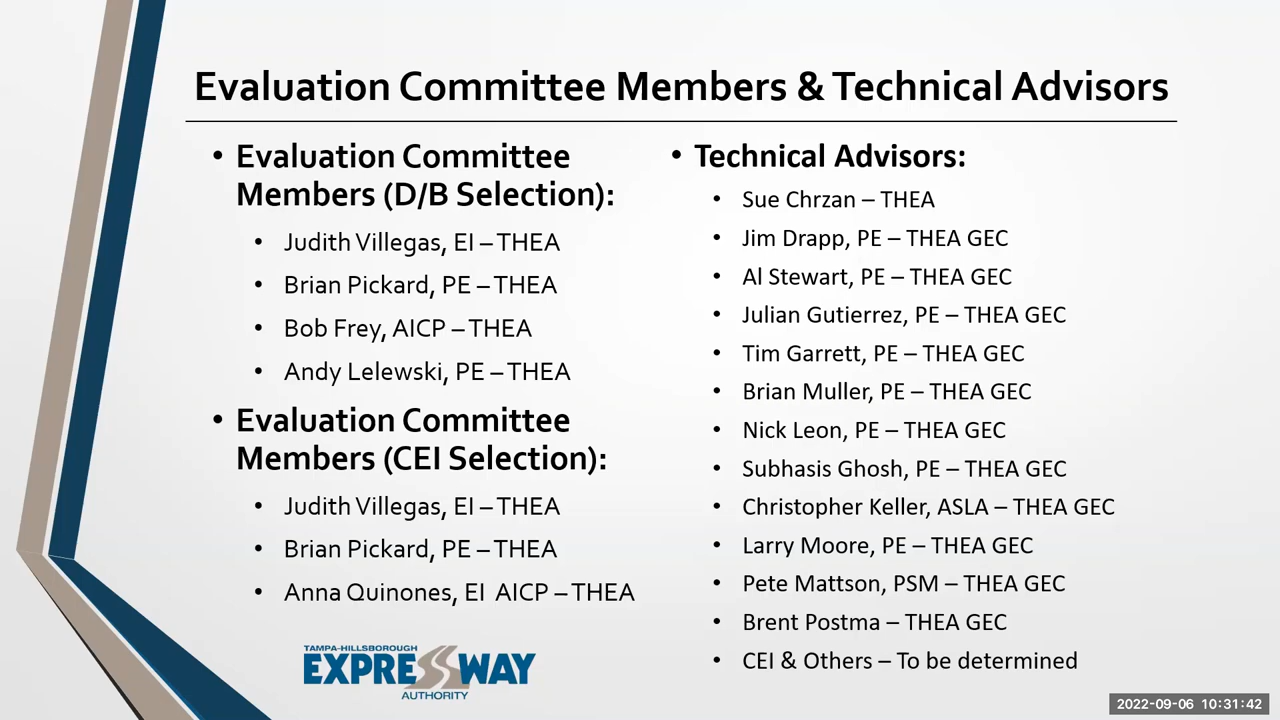 Evaluation Committee Members & Technical Advisors
• Evaluation Committee
Members (D/B Selection):
• Judith Villegas, EI – THEA
• Brian Pickard, PE – THEA
• Bob Frey, AICP – THEA
• Andy Lelewski, PE – THEA
• Evaluation Committee
Members (CEI Selection):
• Judith Villegas, EI – THEA
• Brian Pickard, PE – THEA
• Anna Quinones, EI AICP – THEA
• Technical Advisors:
• Sue Chrzan – THEA
• Jim Drapp, PE – THEA GEC
• Al Stewart, PE – THEA GEC
• Julian Gutierrez, PE – THEA GEC
• Tim Garrett, PE – THEA GEC
• Brian Muller, PE – THEA GEC
• Nick Leon, PE – THEA GEC
• Subhasis Ghosh, PE – THEA GEC
• Christopher Keller, ASLA – THEA GEC
• Larry Moore, PE – THEA GEC
• Pete Mattson, PSM – THEA GEC
• Brent Postma – THEA GEC
• CEI & Others – To be determined
TAMPA-HILLSBOROUGH
EXPRESSWAY
AUTHORITY
2022-09-06 10:31:42